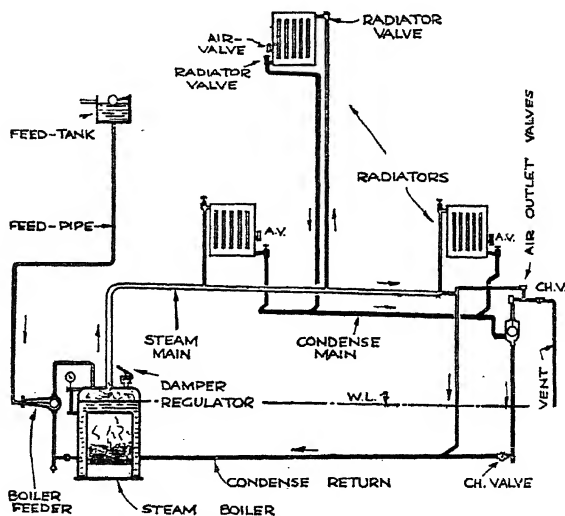 AIR-
VALVE
RADIATOR
VALVE
RADIATOR
VALVE
FEED-TANK
AIR OUTLET VALVES
RADIATORS
FEED-PIPE
A.V.
A.V.
CH.V.
STEAM
MAIN
CONDENSE
MAIN
VENT
DAMPER
REGULATOR
W.L.
BOILER
FEEDER
STEAM BOILER
CONDENSE RETURN
CH. VALVE